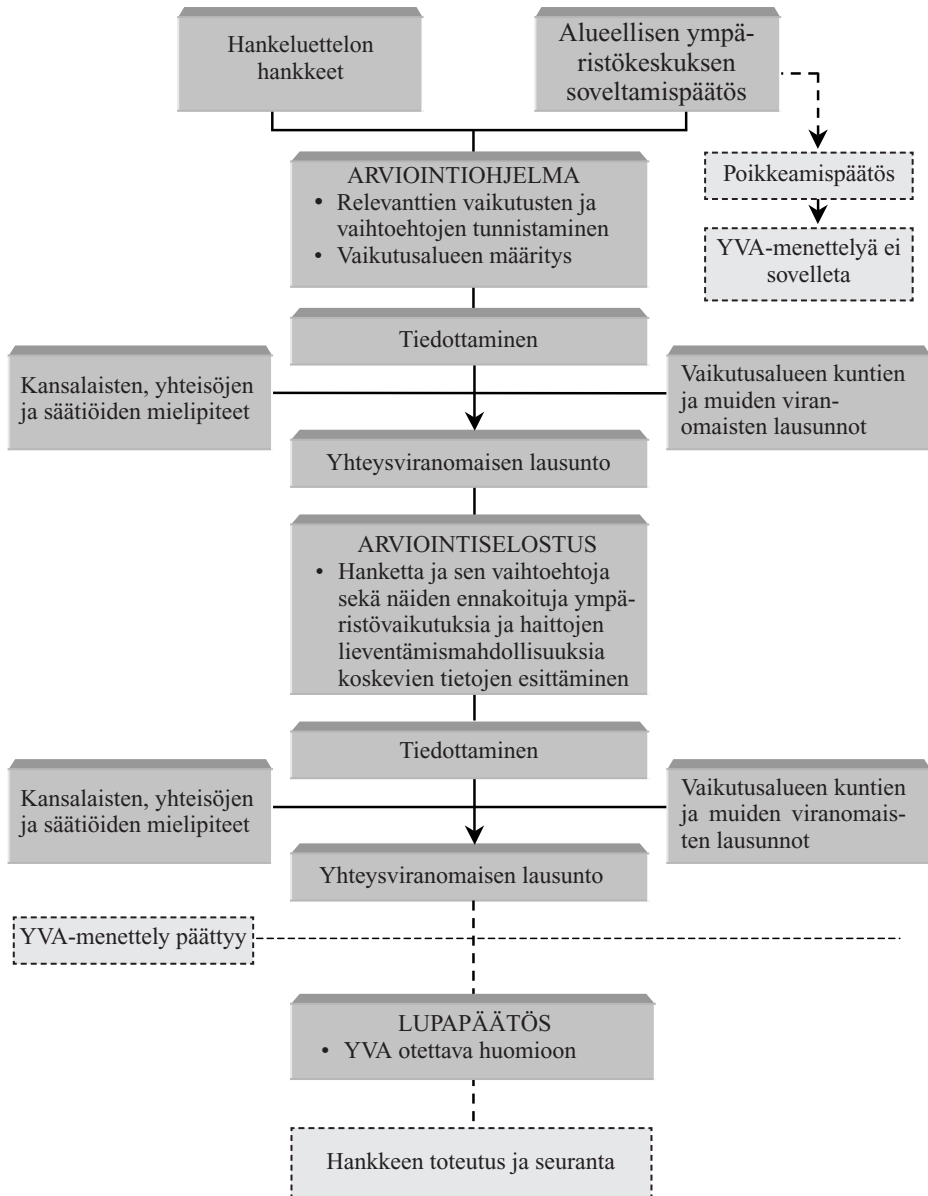 Hankeluettelon
hankkeet
Alueellisen ympä-
ristökeskuksen
soveltamispäätös
Poikkeamispäätös
YVA-menettelyä ei
sovelleta
ARVIOINTIOHJELMA
• Relevanttien vaikutusten ja
vaihtoehtojen tunnistaminen
• Vaikutusalueen määritys
Tiedottaminen
Kansalaisten, yhteisöjen
ja säätiöiden mielipiteet
Vaikutusalueen kuntien
ja muiden viran-
omaisten lausunnot
Yhteysviranomaisen lausunto
ARVIOINTISELOSTUS
• Hanketta ja sen vaihtoehtoja
sekä näiden ennakoituja ympä-
ristövaikutuksia ja haittojen
lieventämismahdollisuuksia
koskevien tietojen esittäminen
Tiedottaminen
Kansalaisten, yhteisöjen
ja säätiöiden mielipiteet
Vaikutusalueen kuntien
ja muiden viranomais-
ten lausunnot
Yhteysviranomaisen lausunto
YVA-menettely päättyy
LUPAPÄÄTÖS
• YVA otettava huomioon
Hankkeen toteutus ja seuranta